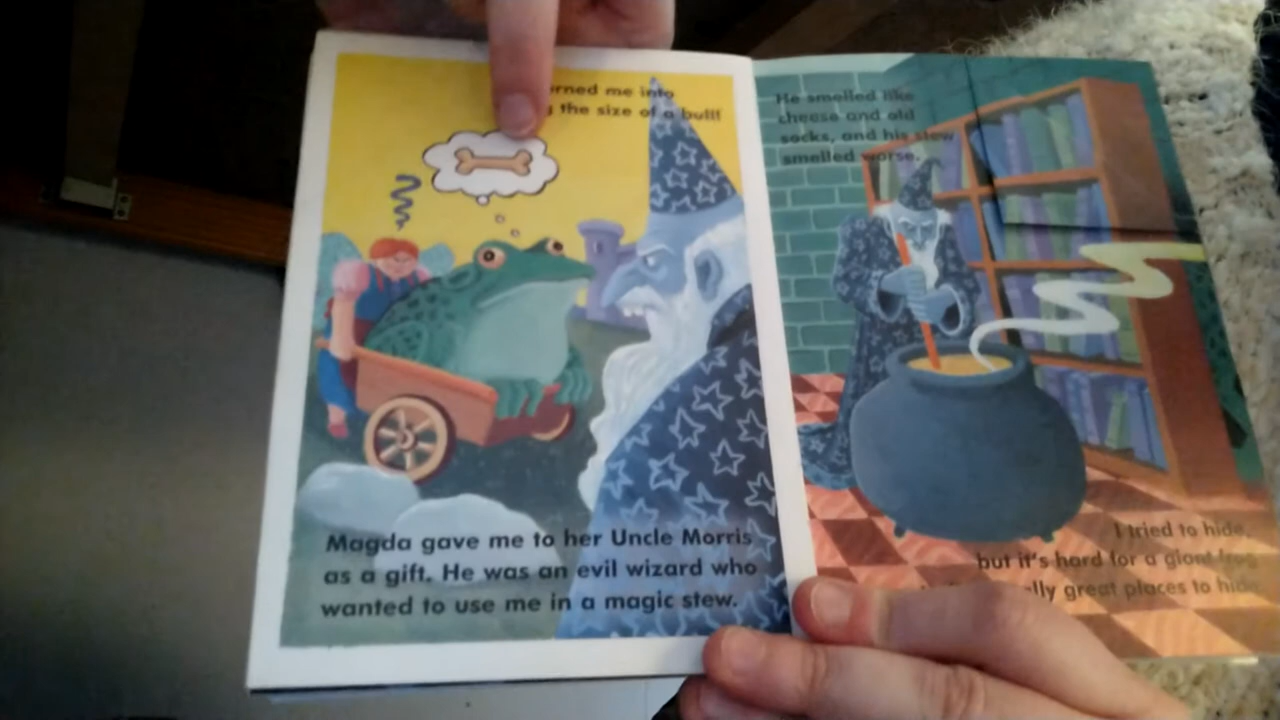 me into
the size of a bull!
Magda gave me to her Uncle Morris
as a gift. He was an evil wizard who
wanted to use me in a magic stew.
He smelled like
cheese and old
socks, and his stew
smelled worse.
I tried to hide,
but it's hard for a giant frog
great places to hide